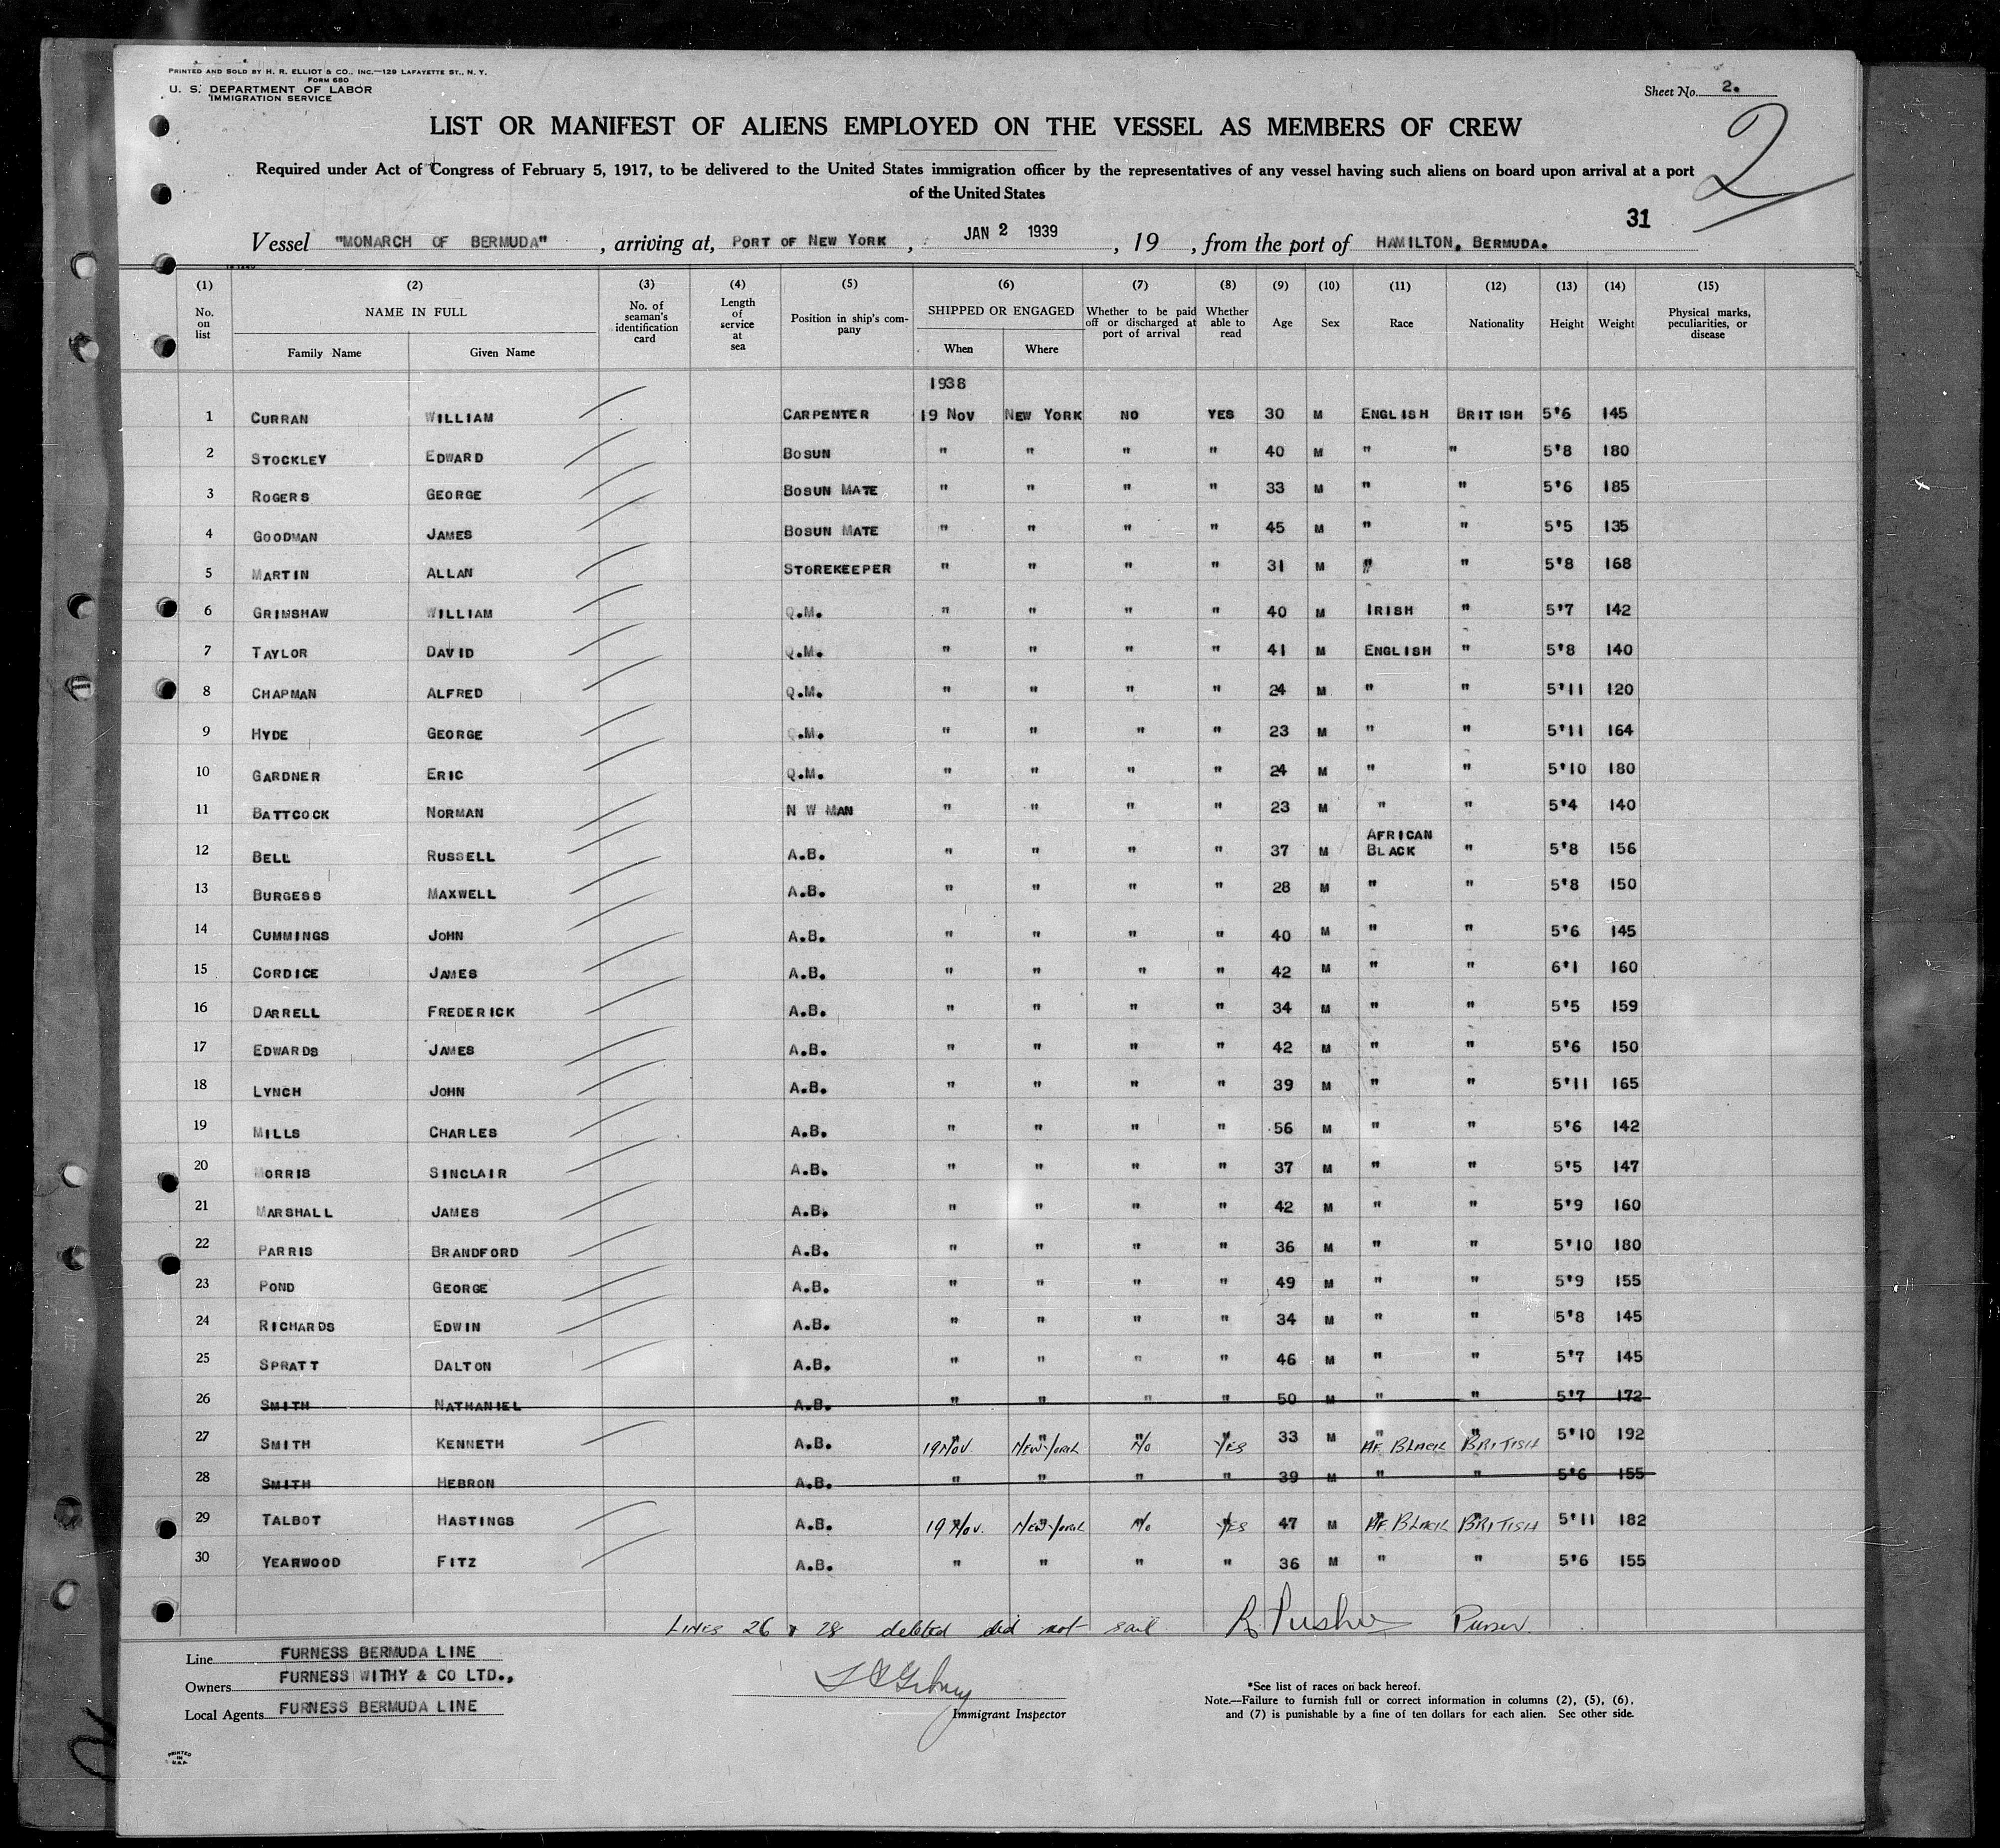 PRINTED AND SOLD BY H. R. ELLIOT & CO., INC.—129 LAFAYETTE ST., N. Y.
FORM 680
U. S. DEPARTMENT OF LABOR
IMMIGRATION SERVICE
Sheet No. 2.
2
LIST OR MANIFEST OF ALIENS EMPLOYED ON THE VESSEL AS MEMBERS OF CREW
Required under Act of Congress of February 5, 1917, to be delivered to the United States immigration officer by the representatives of any vessel having such aliens on board upon arrival at a port
of the United States
31
Vessel "MONARCH OF BERMUDA", arriving at, PORT OF NEW YORK, JAN 2 1939, 19 , from the port of HAMILTON, BERMUDA.
(1) (2) (3) (4) (5) (6) (7) (8) (9) (10) (11) (12) (13) (14) (15)
No. on list NAME IN FULL Family Name Given Name No. of seaman's identification card Length of service at sea Position in ship's company SHIPPED OR ENGAGED When Where Whether to be paid off or discharged at port of arrival Whether able to read Age Sex Race Nationality Height Weight Physical marks, peculiarities, or disease
1938
1 CURRAN WILLIAM CARPENTER 19 NOV NEW YORK NO YES 30 M ENGLISH BRITISH 5'6 145
2 STOCKLEY EDWARD BOSUN " " " " 40 M " " 5'8 180
3 ROGERS GEORGE BOSUN MATE " " " " 33 M " " 5'6 185
4 GOODMAN JAMES BOSUN MATE " " " " 45 M " " 5'5 135
5 MARTIN ALLAN STOREKEEPER " " " " 31 M " " 5'8 168
6 GRIMSHAW WILLIAM Q.M. " " " " 40 M IRISH " 5'7 142
7 TAYLOR DAVID Q.M. " " " " 41 M ENGLISH " 5'8 140
8 CHAPMAN ALFRED Q.M. " " " " 24 M " " 5'11 120
9 HYDE GEORGE Q.M. " " " " 23 M " " 5'11 164
10 GARDNER ERIC Q.M. " " " " 24 M " " 5'10 180
11 BATTCOCK NORMAN N W MAN " " " " 23 M " " 5'4 140
12 BELL RUSSELL A.B. " " " " 37 M AFRICAN BLACK " 5'8 156
13 BURGESS MAXWELL A.B. " " " " 28 M " " 5'8 150
14 CUMMINGS JOHN A.B. " " " " 40 M " " 5'6 145
15 CORDICE JAMES A.B. " " " " 42 M " " 6'1 160
16 DARRELL FREDERICK A.B. " " " " 34 M " " 5'5 159
17 EDWARDS JAMES A.B. " " " " 42 M " " 5'6 150
18 LYNCH JOHN A.B. " " " " 39 M " " 5'11 165
19 MILLS CHARLES A.B. " " " " 56 M " " 5'6 142
20 MORRIS SINCLAIR A.B. " " " " 37 M " " 5'5 147
21 MARSHALL JAMES A.B. " " " " 42 M " " 5'9 160
22 PARRIS BRANDFORD A.B. " " " " 36 M " " 5'10 180
23 POND GEORGE A.B. " " " " 49 M " " 5'9 155
24 RICHARDS EDWIN A.B. " " " " 34 M " " 5'8 145
25 SPRATT DALTON A.B. " " " " 46 M " " 5'7 145
26 SMITH NATHANIEL A.B. " " " " 50 M " " 5'7 172
27 SMITH KENNETH A.B. 19 Nov. New-York No YES 33 M AF. BLACK BRITISH 5'10 192
28 SMITH HEBRON A.B. " " " " 39 M " " 5'6 155
29 TALBOT HASTINGS A.B. 19 Nov. New-York No YES 47 M AF. BLACK BRITISH 5'11 182
30 YEARWOOD FITZ A.B. " " " " 36 M " " 5'6 155
LINES 26 & 28 deleted did not sail Purser.
Line FURNESS BERMUDA LINE
Owners FURNESS WITHY & CO LTD.,
Local Agents FURNESS BERMUDA LINE
Immigrant Inspector
*See list of races on back hereof.
Note.—Failure to furnish full or correct information in columns (2), (5), (6),
and (7) is punishable by a fine of ten dollars for each alien. See other side.
PRINTED
IN
U.S.A.